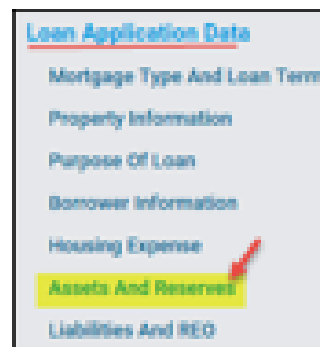 Loan Application Data
Mortgage Type And Loan Term
Property Information
Purpose Of Loan
Borrower Information
Housing Expense
Assets And Reserves
Liabilities And REO